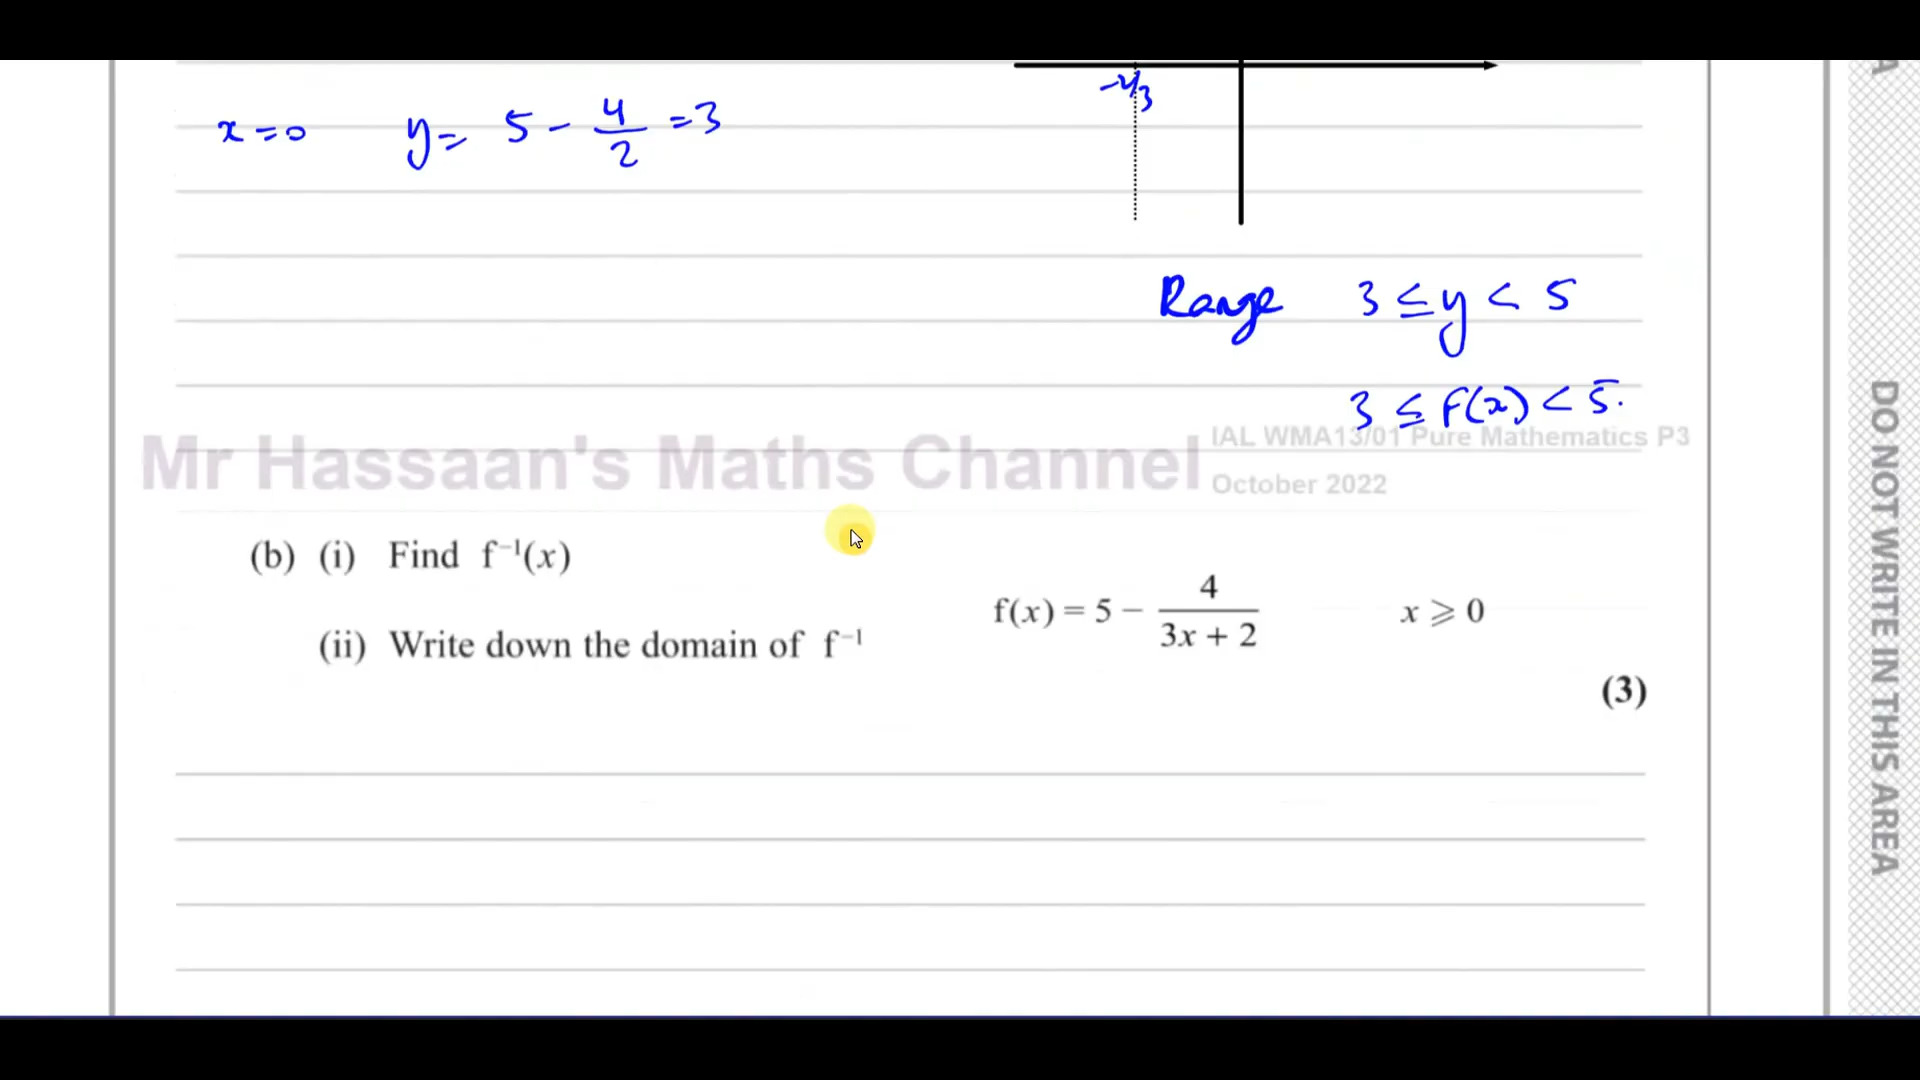 -2/3
x = 0 y = 5 - 4/2 = 3
Range 3 ≤ y < 5
3 ≤ f(x) < 5.
Mr Hassaan's Maths Channel
IAL WMA13/01 Pure Mathematics P3
October 2022
(b) (i) Find f⁻¹(x)
f(x) = 5 − 4/(3x + 2) x ⩾ 0
(ii) Write down the domain of f⁻¹
(3)
DO NOT WRITE IN THIS AREA